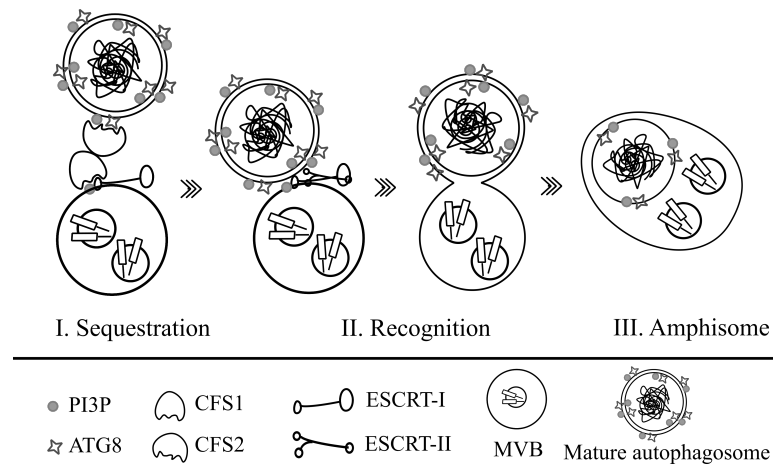 I. Sequestration
II. Recognition
III. Amphisome
PI3P
CFS1
ESCRT-I
ATG8
CFS2
ESCRT-II
MVB
Mature autophagosome